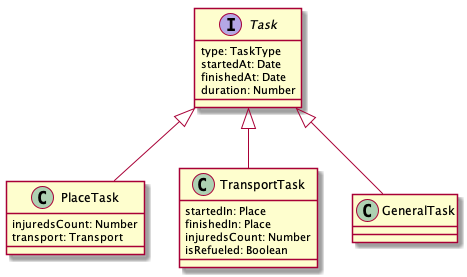 I Task
type: TaskType
startedAt: Date
finishedAt: Date
duration: Number
C PlaceTask
injuredsCount: Number
transport: Transport
C TransportTask
startedIn: Place
finishedIn: Place
injuredsCount: Number
isRefueled: Boolean
C GeneralTask